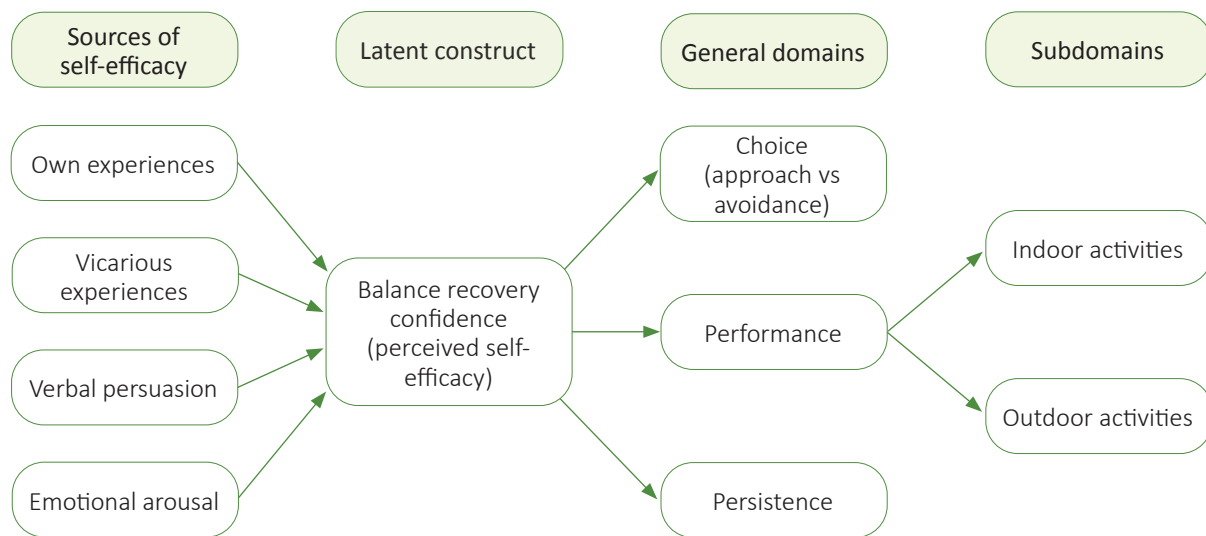 Sources of
self-efficacy
Latent construct
General domains
Subdomains
Own experiences
Vicarious
experiences
Verbal persuasion
Emotional arousal
Balance recovery
confidence
(perceived self-
efficacy)
Choice
(approach vs
avoidance)
Performance
Persistence
Indoor activities
Outdoor activities